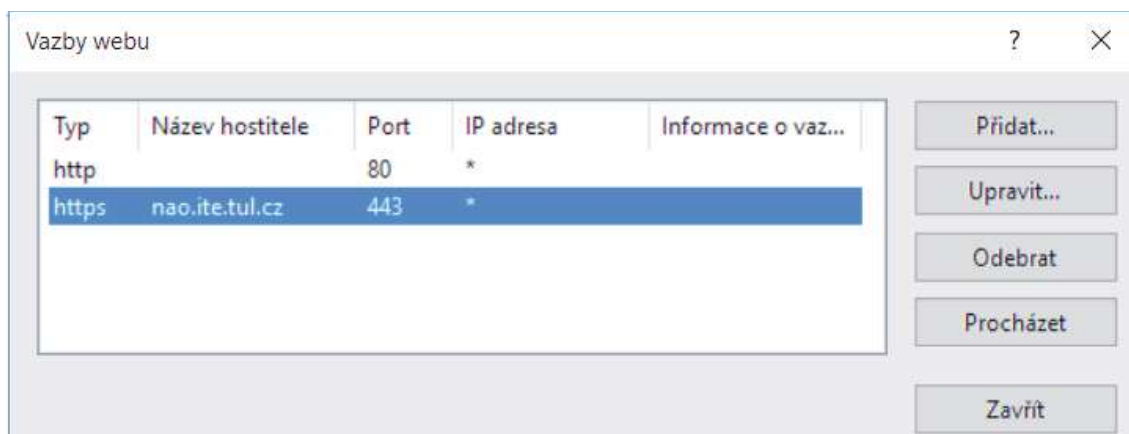 Vazby webu ? ×
Typ Název hostitele Port IP adresa Informace o vaz...
http 80 *
https nao.ite.tul.cz 443 *
Přidat...
Upravit...
Odebrat
Procházet
Zavřít